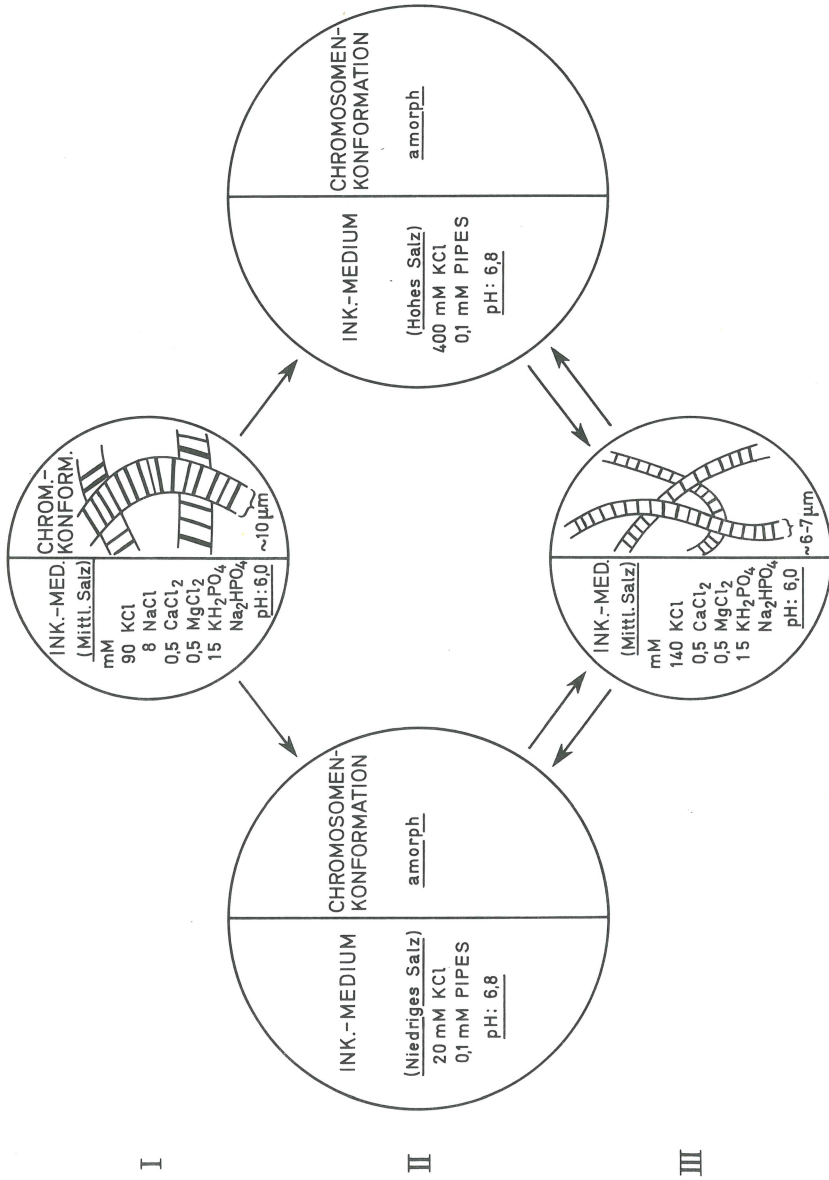 I
INK.-MED.
(Mittl. Salz)
mM
90 KCl
8 NaCl
0,5 CaCl₂
0,5 MgCl₂
15 KH₂PO₄
Na₂HPO₄
pH: 6,0
CHROM.-
KONFORM.
~10 µm
II
INK.-MEDIUM
(Niedriges Salz)
20 mM KCl
0,1 mM PIPES
pH: 6,8
CHROMOSOMEN-
KONFORMATION
amorph
INK.-MEDIUM
(Hohes Salz)
400 mM KCl
0,1 mM PIPES
pH: 6,8
CHROMOSOMEN-
KONFORMATION
amorph
III
INK.-MED.
(Mittl. Salz)
mM
140 KCl
0,5 CaCl₂
0,5 MgCl₂
15 KH₂PO₄
Na₂HPO₄
pH: 6,0
~6-7 µm